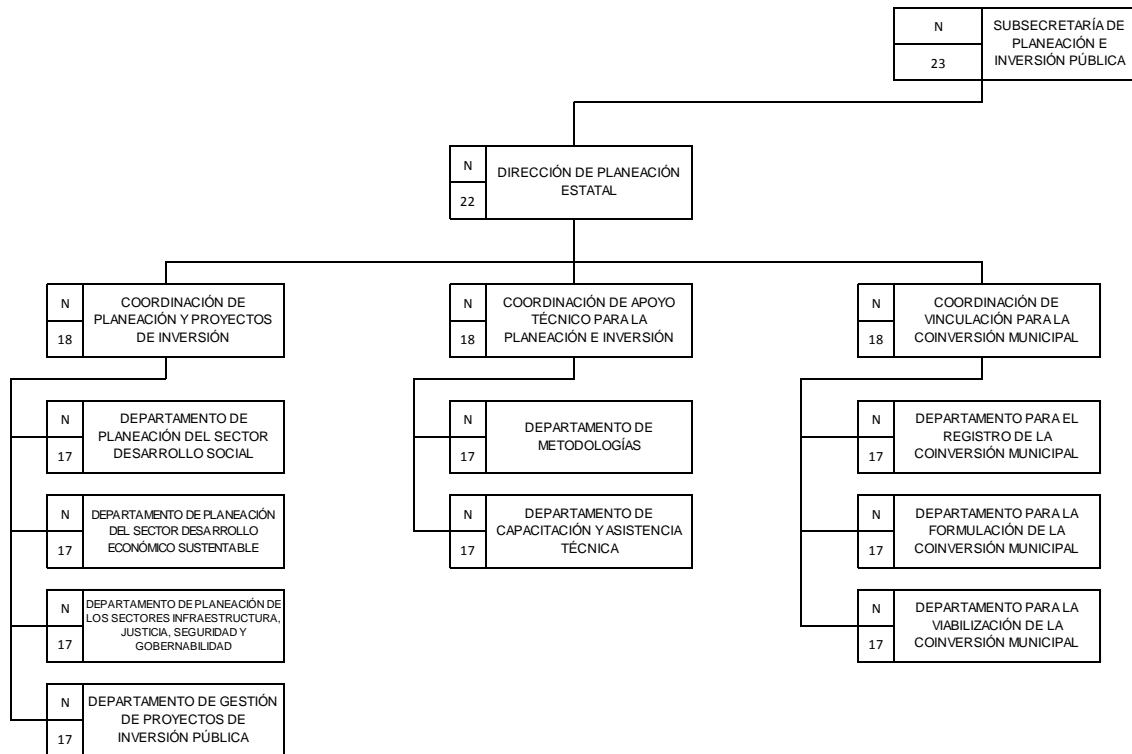 N
23
SUBSECRETARÍA DE
PLANEACIÓN E
INVERSIÓN PÚBLICA
N
22
DIRECCIÓN DE PLANEACIÓN
ESTATAL
N
18
COORDINACIÓN DE
PLANEACIÓN Y PROYECTOS
DE INVERSIÓN
N
18
COORDINACIÓN DE APOYO
TÉCNICO PARA LA
PLANEACIÓN E INVERSIÓN
N
18
COORDINACIÓN DE
VINCULACIÓN PARA LA
COINVERSIÓN MUNICIPAL
N
17
DEPARTAMENTO DE
PLANEACIÓN DEL SECTOR
DESARROLLO SOCIAL
N
17
DEPARTAMENTO DE
METODOLOGÍAS
N
17
DEPARTAMENTO PARA EL
REGISTRO DE LA
COINVERSIÓN MUNICIPAL
N
17
DEPARTAMENTO DE PLANEACIÓN
DEL SECTOR DESARROLLO
ECONÓMICO SUSTENTABLE
N
17
DEPARTAMENTO DE
CAPACITACIÓN Y ASISTENCIA
TÉCNICA
N
17
DEPARTAMENTO PARA LA
FORMULACIÓN DE LA
COINVERSIÓN MUNICIPAL
N
17
DEPARTAMENTO DE PLANEACIÓN DE
LOS SECTORES INFRAESTRUCTURA,
JUSTICIA, SEGURIDAD Y
GOBERNABILIDAD
N
17
DEPARTAMENTO PARA LA
VIABILIZACIÓN DE LA
COINVERSIÓN MUNICIPAL
N
17
DEPARTAMENTO DE GESTIÓN
DE PROYECTOS DE
INVERSIÓN PÚBLICA